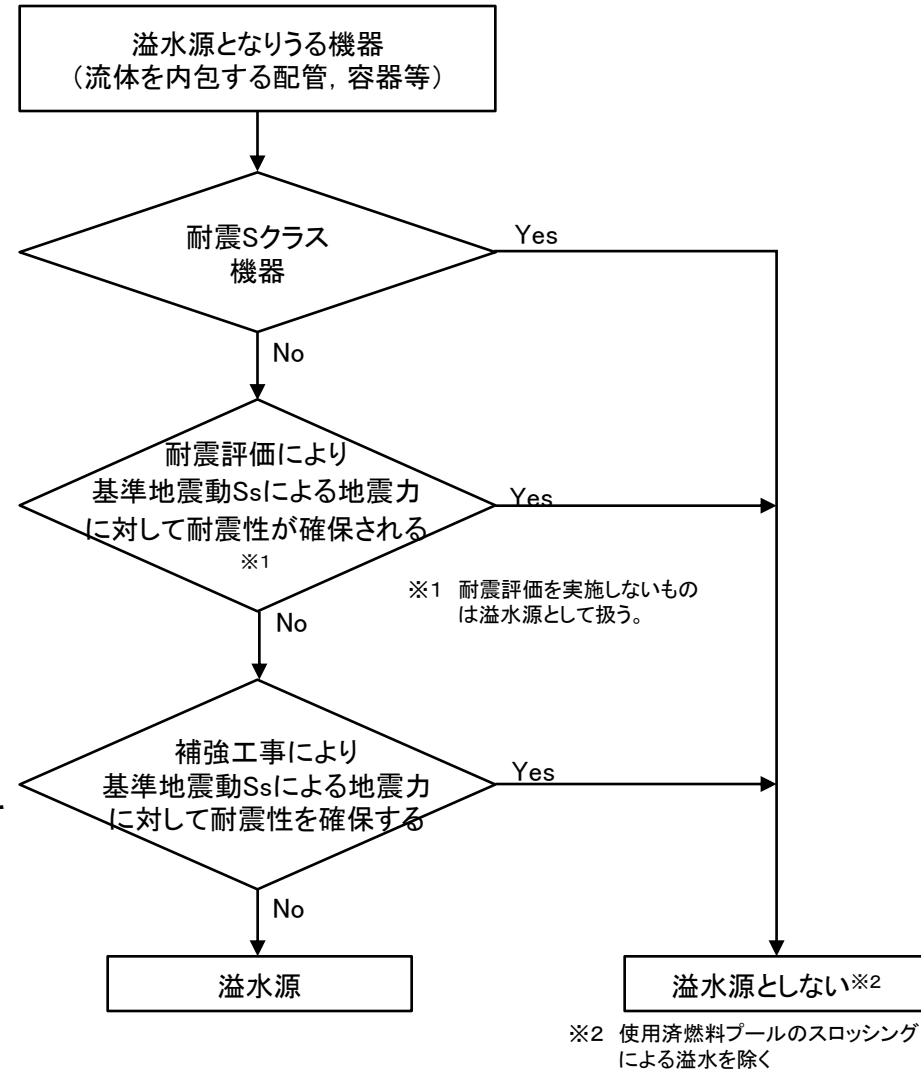 溢水源となりうる機器
（流体を内包する配管，容器等）
耐震Sクラス
機器
Yes
No
耐震評価により
基準地震動Ssによる地震力
に対して耐震性が確保される
※1
Yes
※1 耐震評価を実施しないもの
は溢水源として扱う。
No
補強工事により
基準地震動Ssによる地震力
に対して耐震性を確保する
Yes
No
溢水源
溢水源としない※2
※2 使用済燃料プールのスロッシング
による溢水を除く